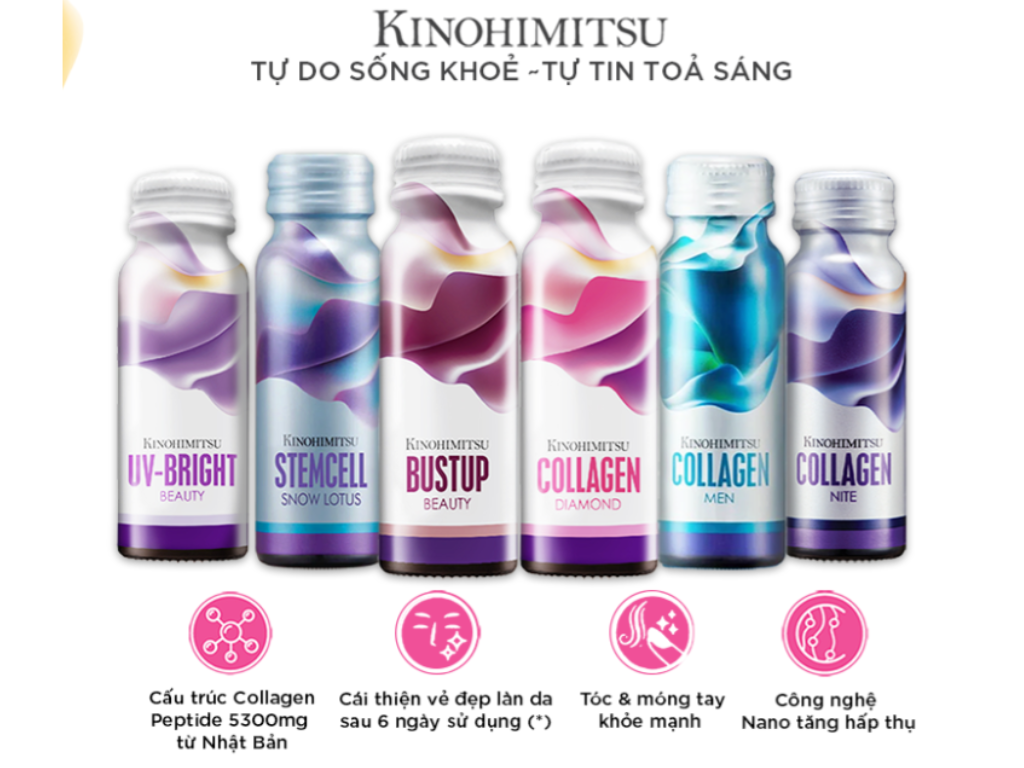 KINOHIMITSU
TỰ DO SỐNG KHOẺ ~TỰ TIN TOẢ SÁNG
KINOHIMITSU
UV-BRIGHT
BEAUTY
KINOHIMITSU
STEMCELL
SNOW LOTUS
KINOHIMITSU
BUSTUP
BEAUTY
KINOHIMITSU
COLLAGEN
DIAMOND
KINOHIMITSU
COLLAGEN
MEN
KINOHIMITSU
COLLAGEN
NITE
Cấu trúc Collagen
Peptide 5300mg
từ Nhật Bản
Cái thiện vẻ đẹp làn da
sau 6 ngày sử dụng (*)
Tóc & móng tay
khỏe mạnh
Công nghệ
Nano tăng hấp thụ